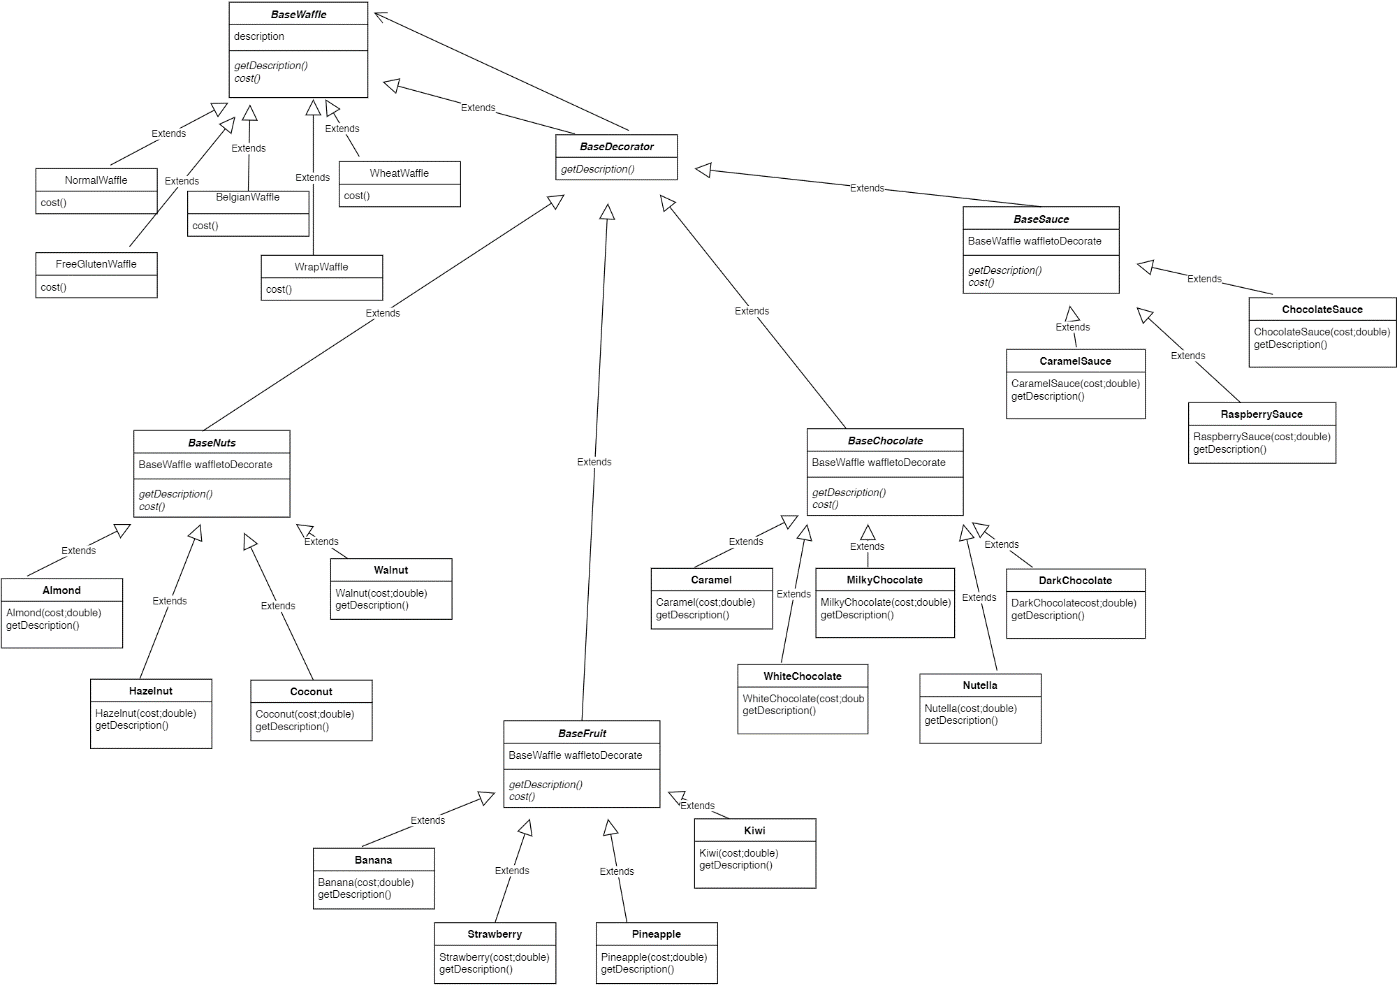 BaseWaffle
description
getDescription()
cost()
Extends
Extends
Extends
Extends
Extends
Extends
NormalWaffle
cost()
BelgianWaffle
cost()
WheatWaffle
cost()
FreeGlutenWaffle
cost()
WrapWaffle
cost()
BaseDecorator
getDescription()
Extends
BaseSauce
BaseWaffle waffletoDecorate
getDescription()
cost()
Extends
Extends
Extends
ChocolateSauce
ChocolateSauce(cost;double)
getDescription()
CaramelSauce
CaramelSauce(cost;double)
getDescription()
RaspberrySauce
RaspberrySauce(cost;double)
getDescription()
Extends
Extends
Extends
BaseNuts
BaseWaffle waffletoDecorate
getDescription()
cost()
Extends
Extends
Extends
Extends
Almond
Almond(cost;double)
getDescription()
Walnut
Walnut(cost;double)
getDescription()
Hazelnut
Hazelnut(cost;double)
getDescription()
Coconut
Coconut(cost;double)
getDescription()
BaseChocolate
BaseWaffle waffletoDecorate
getDescription()
cost()
Extends
Extends
Extends
Extends
Extends
Caramel
Caramel(cost;double)
getDescription()
MilkyChocolate
MilkyChocolate(cost;double)
getDescription()
DarkChocolate
DarkChocolatecost;double)
getDescription()
WhiteChocolate
WhiteChocolate(cost;doub
getDescription()
Nutella
Nutella(cost;double)
getDescription()
BaseFruit
BaseWaffle waffletoDecorate
getDescription()
cost()
Extends
Extends
Extends
Extends
Banana
Banana(cost;double)
getDescription()
Kiwi
Kiwi(cost;double)
getDescription()
Strawberry
Strawberry(cost;double)
getDescription()
Pineapple
Pineapple(cost;double)
getDescription()